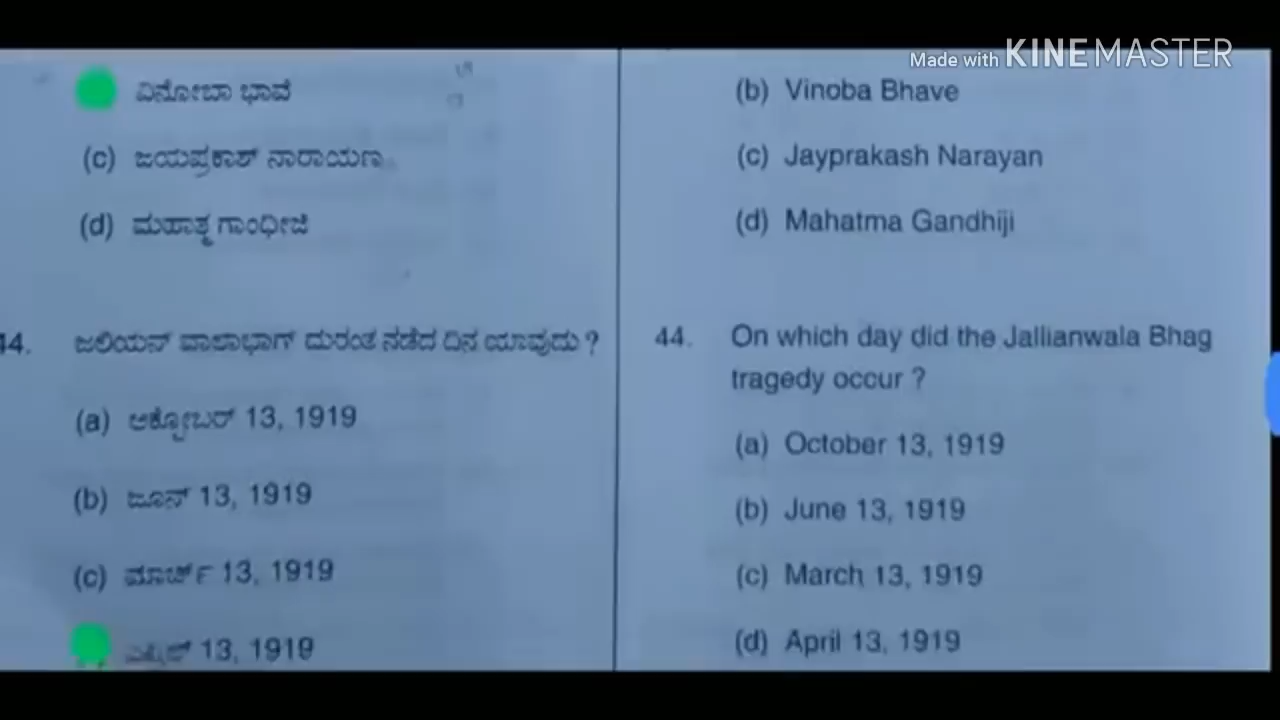 Made with KINEMASTER
ವಿನೋಬಾ ಭಾವೆ
(c) ಜಯಪ್ರಕಾಶ್ ನಾರಾಯಣ
(d) ಮಹಾತ್ಮ ಗಾಂಧೀಜಿ
44. ಜಲಿಯನ್ ವಾಲಾಭಾಗ್ ದುರಂತ ನಡೆದ ದಿನ ಯಾವುದು ?
(a) ಅಕ್ಟೋಬರ್ 13, 1919
(b) ಜೂನ್ 13, 1919
(c) ಮಾರ್ಚ್ 13, 1919
ಎಪ್ರಿಲ್ 13, 1919
(b) Vinoba Bhave
(c) Jayprakash Narayan
(d) Mahatma Gandhiji
44. On which day did the Jallianwala Bhag
tragedy occur ?
(a) October 13, 1919
(b) June 13, 1919
(c) March 13, 1919
(d) April 13, 1919